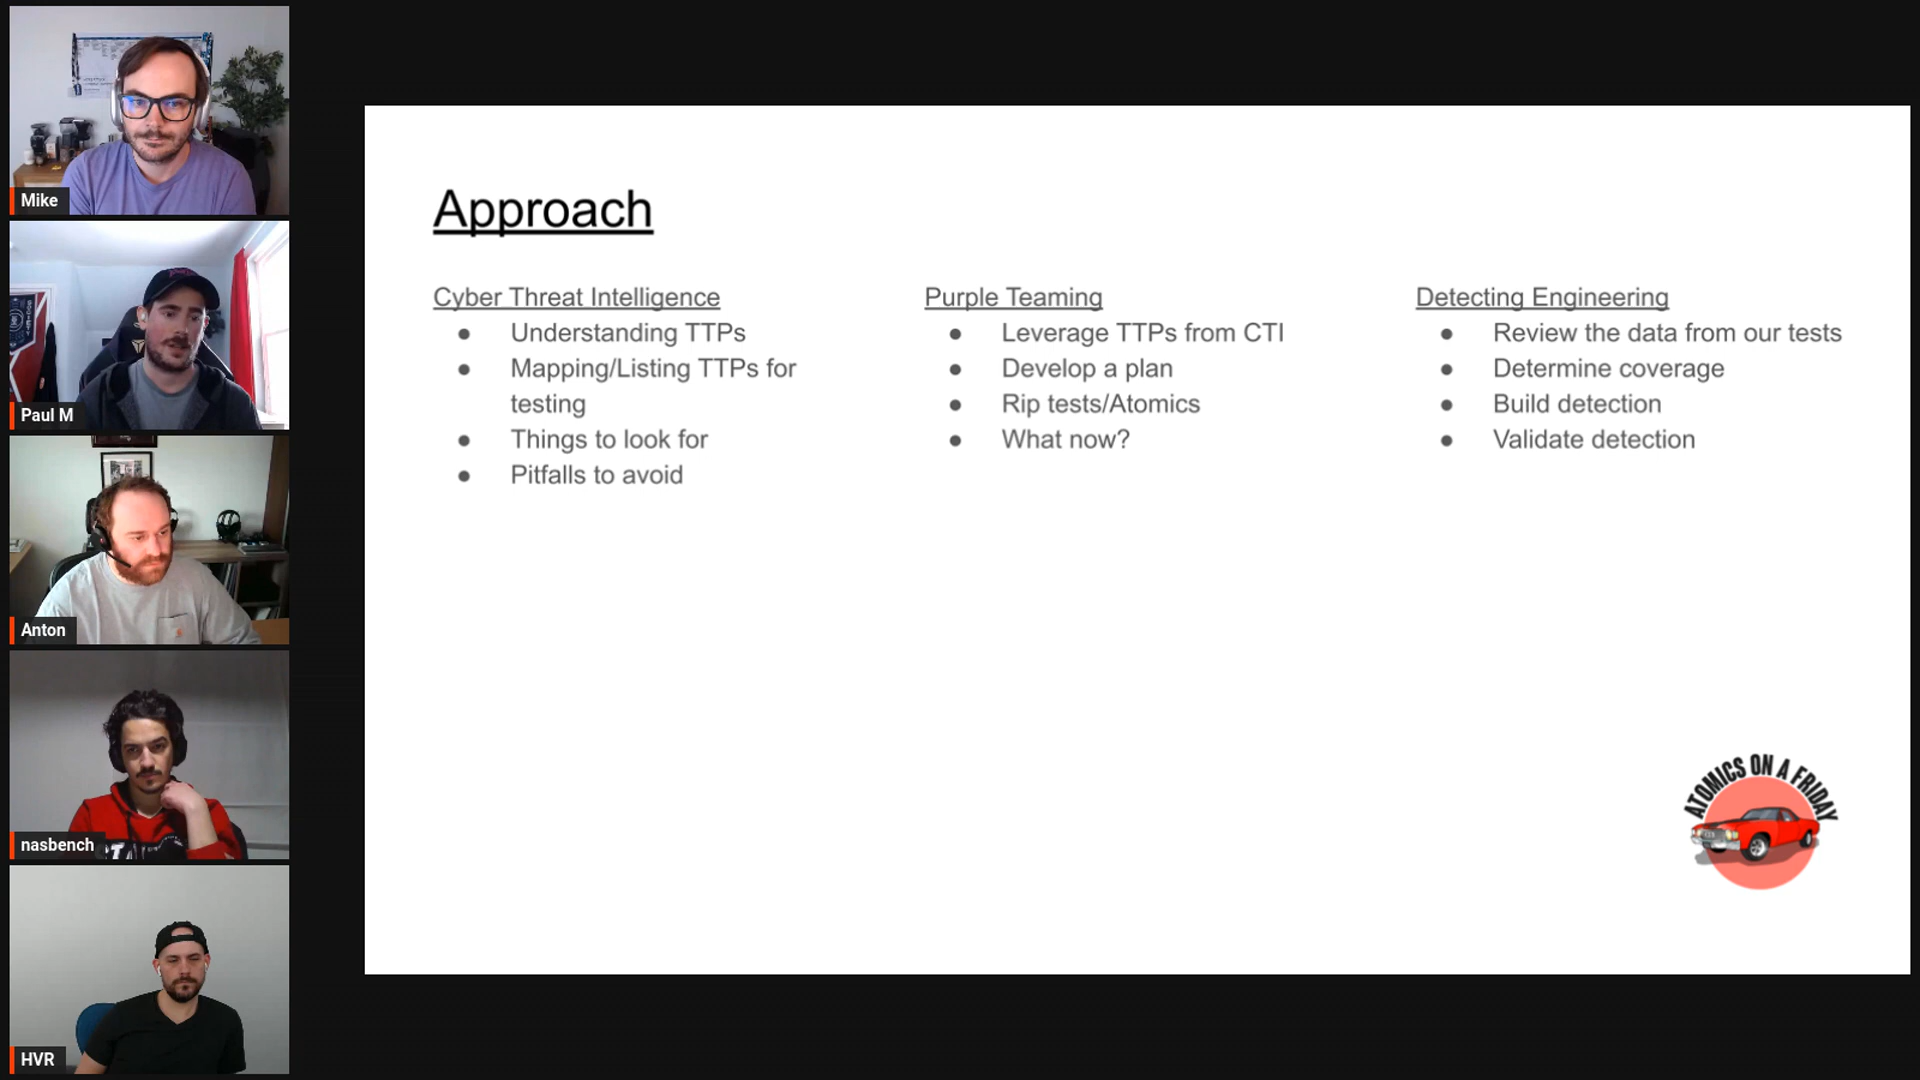 Mike
Paul M
Anton
nasbench
HVR
Approach
Cyber Threat Intelligence
● Understanding TTPs
● Mapping/Listing TTPs for
testing
● Things to look for
● Pitfalls to avoid
Purple Teaming
● Leverage TTPs from CTI
● Develop a plan
● Rip tests/Atomics
● What now?
Detecting Engineering
● Review the data from our tests
● Determine coverage
● Build detection
● Validate detection
ATOMICS ON A FRIDAY